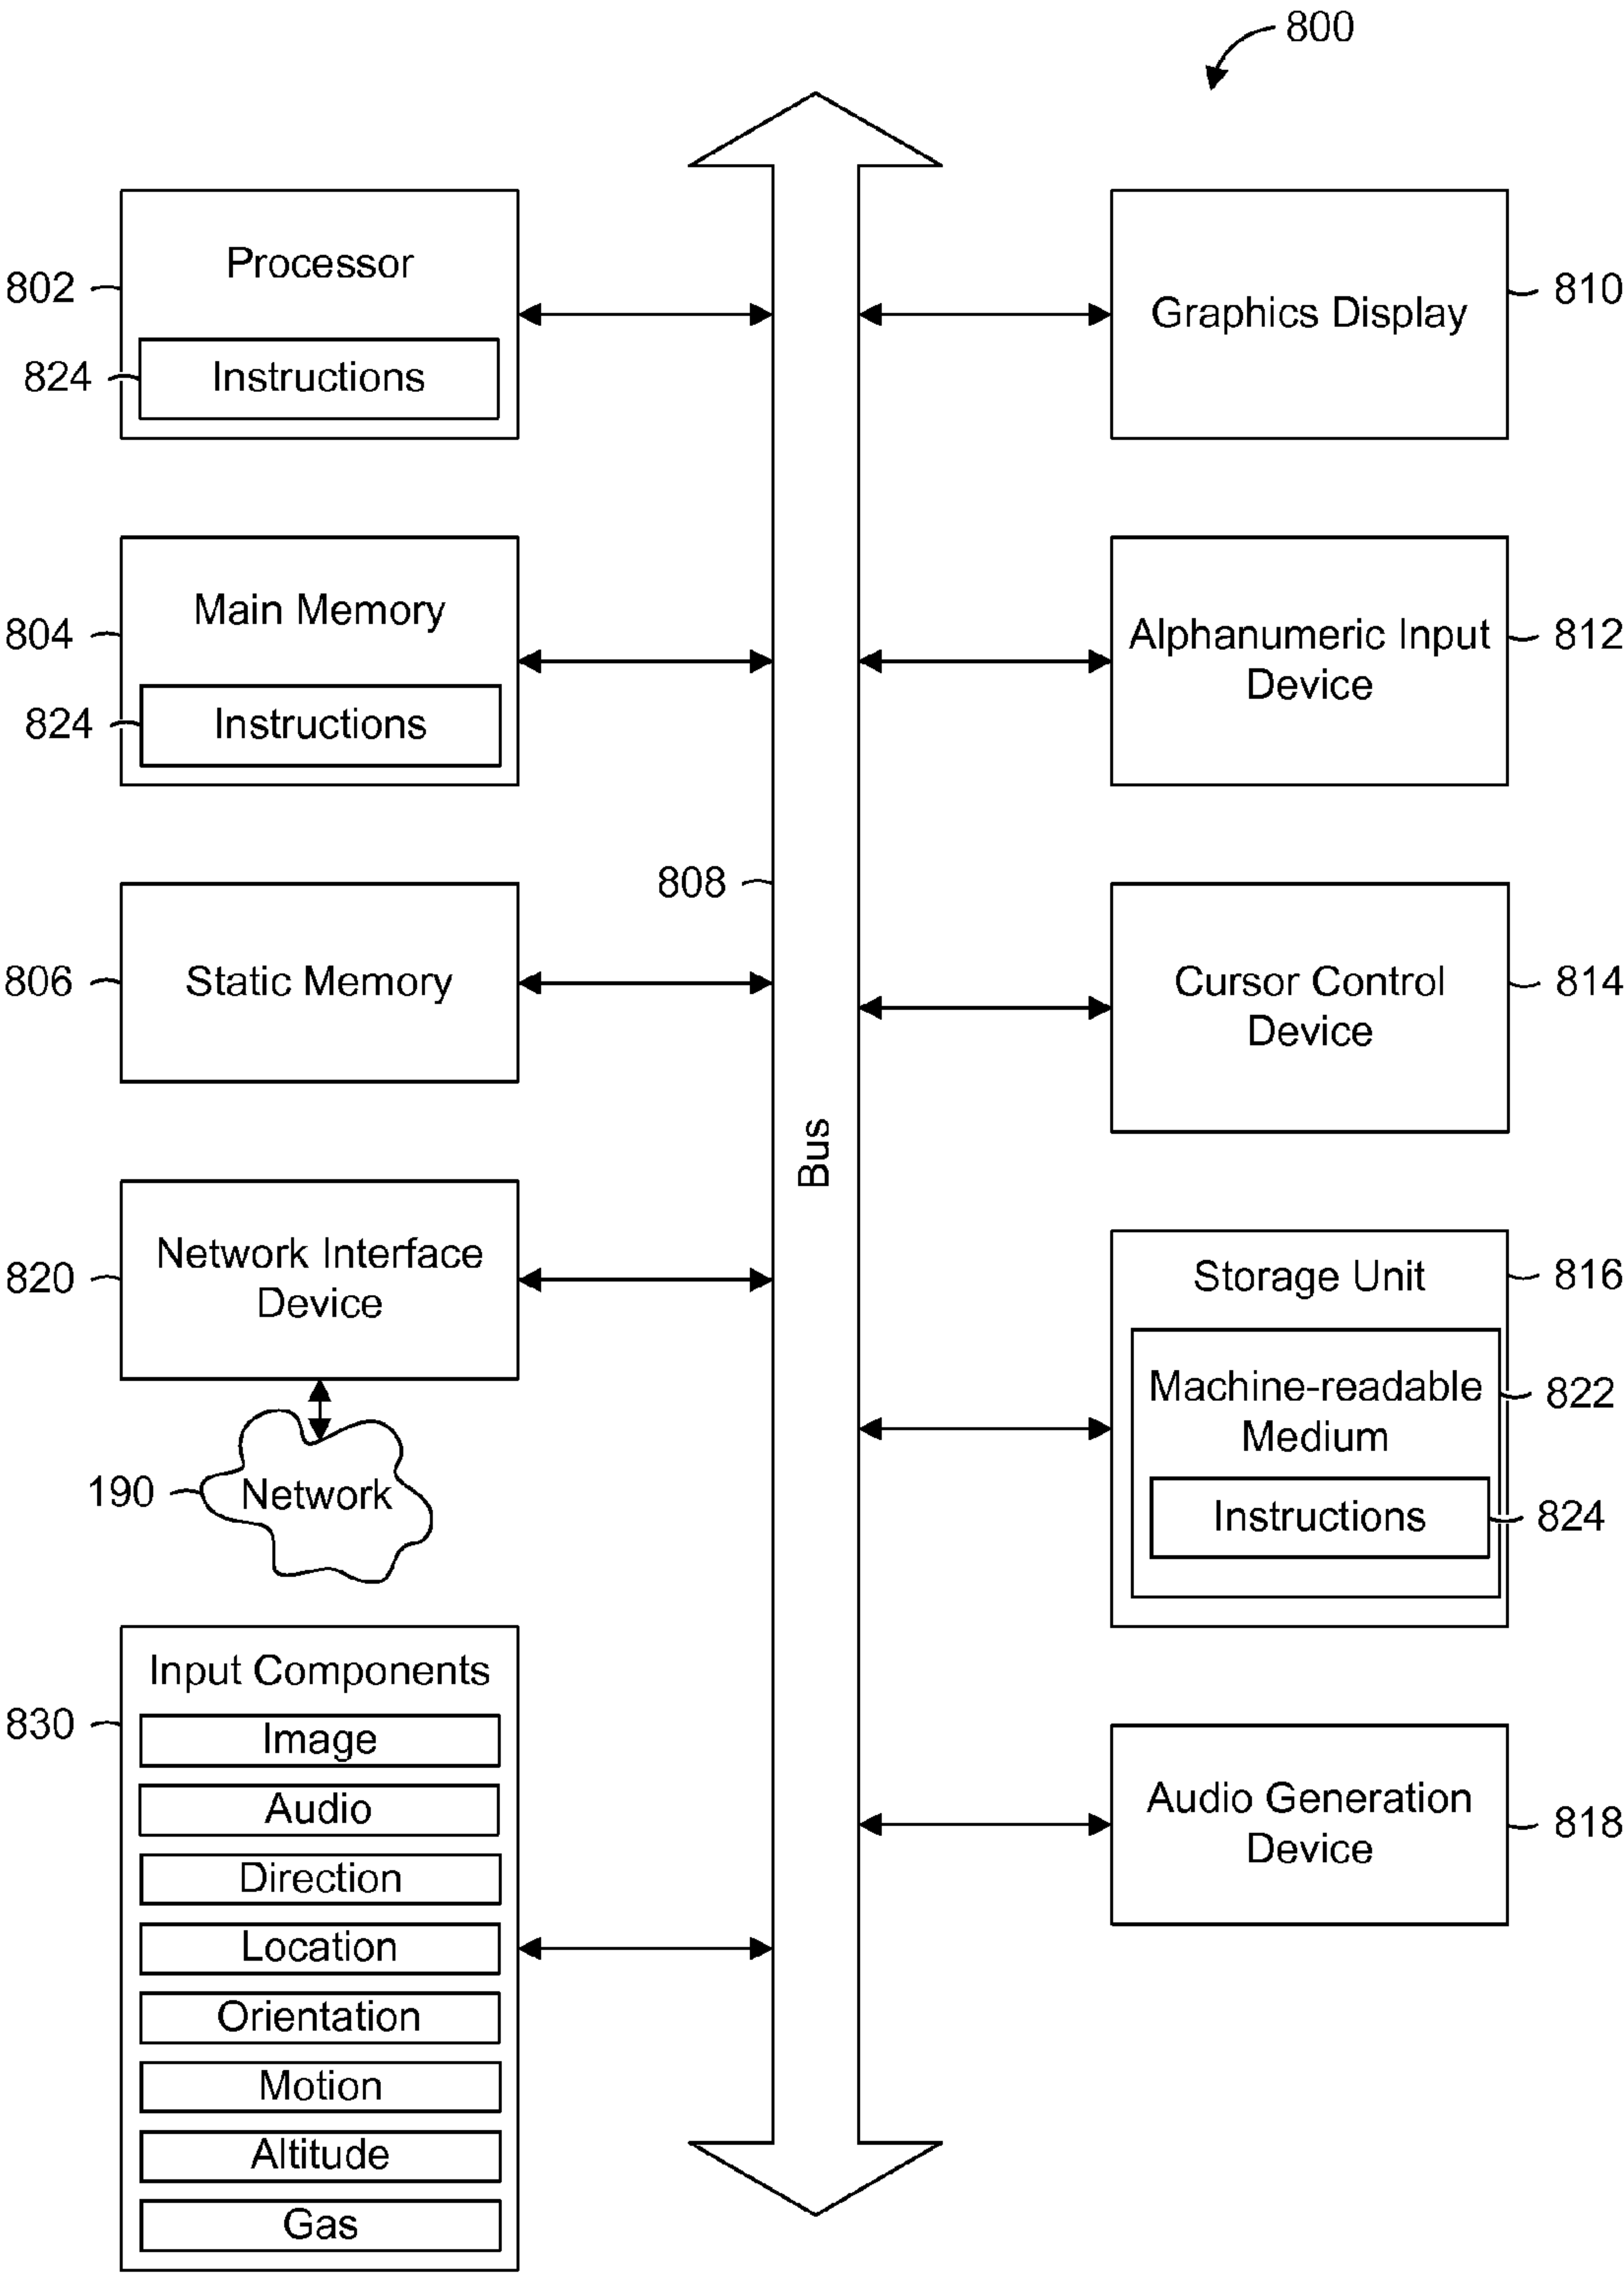 800
Processor
802
824
Instructions
810
Graphics Display
Main Memory
804
824
Instructions
Alphanumeric Input
Device
812
808
806
Static Memory
Cursor Control
Device
814
Bus
Network Interface
Device
820
Storage Unit
816
Machine-readable
Medium
822
Instructions
824
190
Network
Input Components
830
Image
Audio
Direction
Location
Orientation
Motion
Altitude
Gas
Audio Generation
Device
818